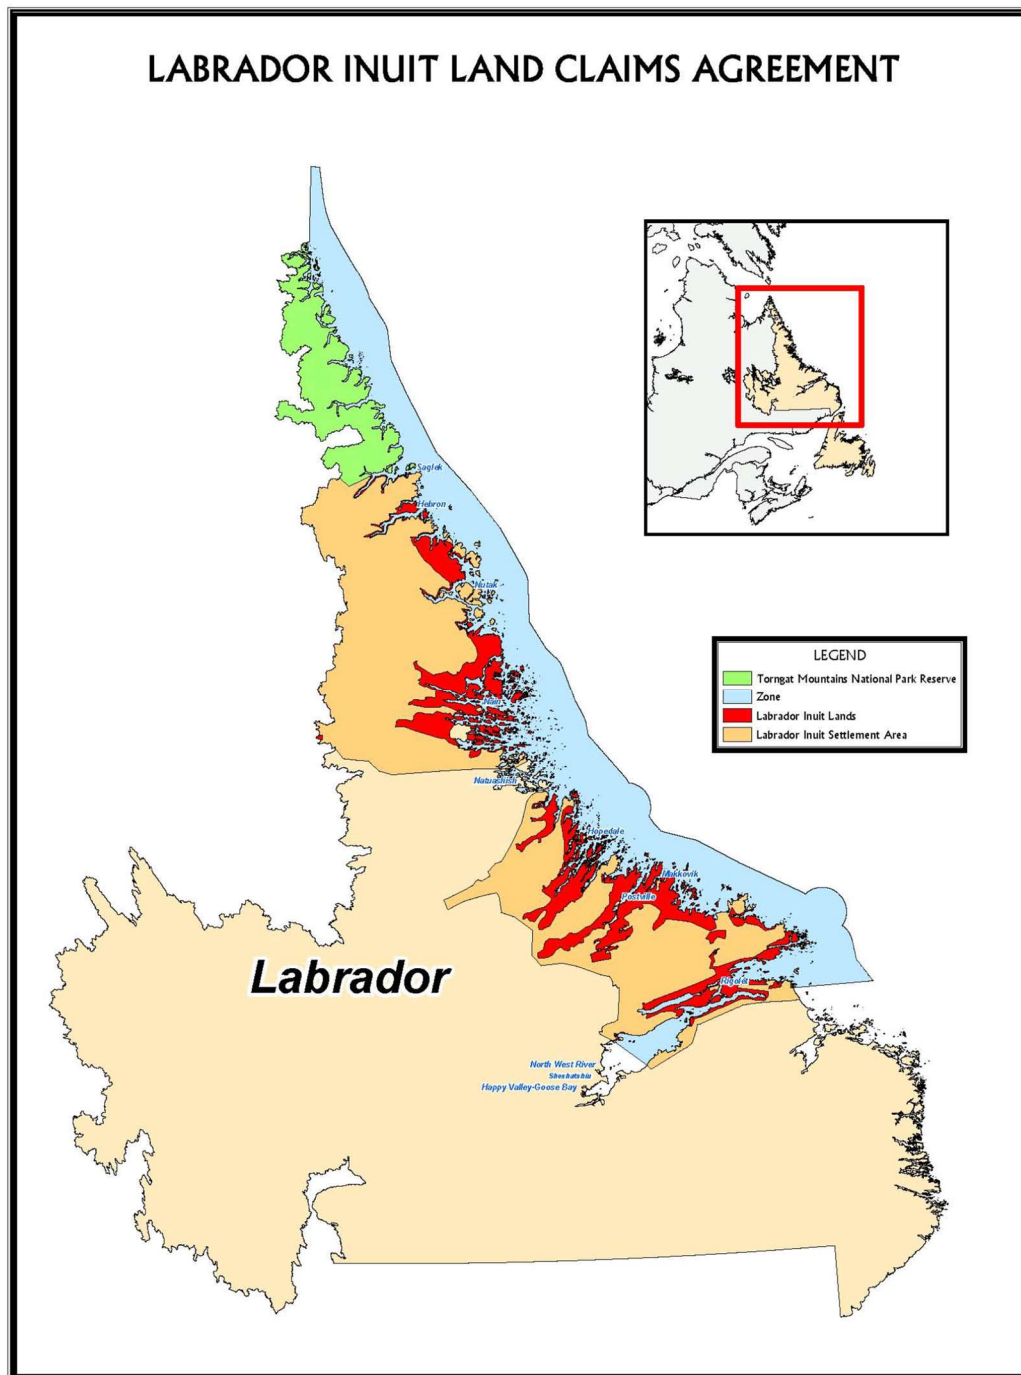 LABRADOR INUIT LAND CLAIMS AGREEMENT
Saglek
Hebron
Nutak
Nain
Natuashish
Hopedale
Makkovik
Postville
Labrador
Rigolet
North West River
Sheshatshiu
Happy Valley-Goose Bay
LEGEND
Torngat Mountains National Park Reserve
Zone
Labrador Inuit Lands
Labrador Inuit Settlement Area